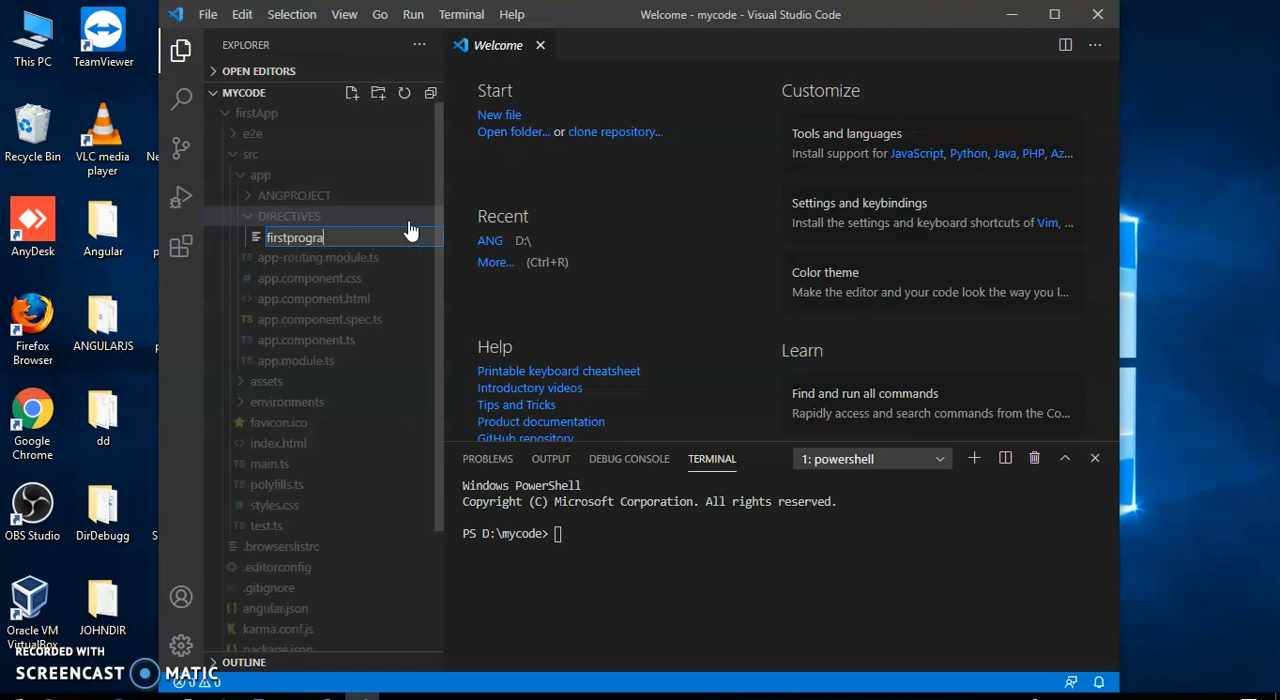 This PC
TeamViewer
Recycle Bin
VLC media
player
Ne
AnyDesk
Angular
Firefox
Browser
ANGULARJS
Google
Chrome
dd
OBS Studio
DirDebugg
S
Oracle VM
VirtualBox
JOHNDIR
RECORDED WITH
SCREENCAST MATIC
File Edit Selection View Go Run Terminal Help
Welcome - mycode - Visual Studio Code
EXPLORER
OPEN EDITORS
MYCODE
firstApp
e2e
src
app
ANGPROJECT
DIRECTIVES
firstprogra
app-routing.module.ts
app.component.css
app.component.html
app.component.spec.ts
app.component.ts
app.module.ts
assets
environments
favicon.ico
index.html
main.ts
polyfills.ts
styles.css
test.ts
.browserslistrc
.editorconfig
.gitignore
angular.json
karma.conf.js
package.json
OUTLINE
Welcome
Start
New file
Open folder... or clone repository...
Recent
ANG D:\
More... (Ctrl+R)
Help
Printable keyboard cheatsheet
Introductory videos
Tips and Tricks
Product documentation
GitHub repository
Customize
Tools and languages
Install support for JavaScript, Python, Java, PHP, Az...
Settings and keybindings
Install the settings and keyboard shortcuts of Vim, ...
Color theme
Make the editor and your code look the way you l...
Learn
Find and run all commands
Rapidly access and search commands from the Co...
PROBLEMS OUTPUT DEBUG CONSOLE TERMINAL
1: powershell
Windows PowerShell
Copyright (C) Microsoft Corporation. All rights reserved.
PS D:\mycode>